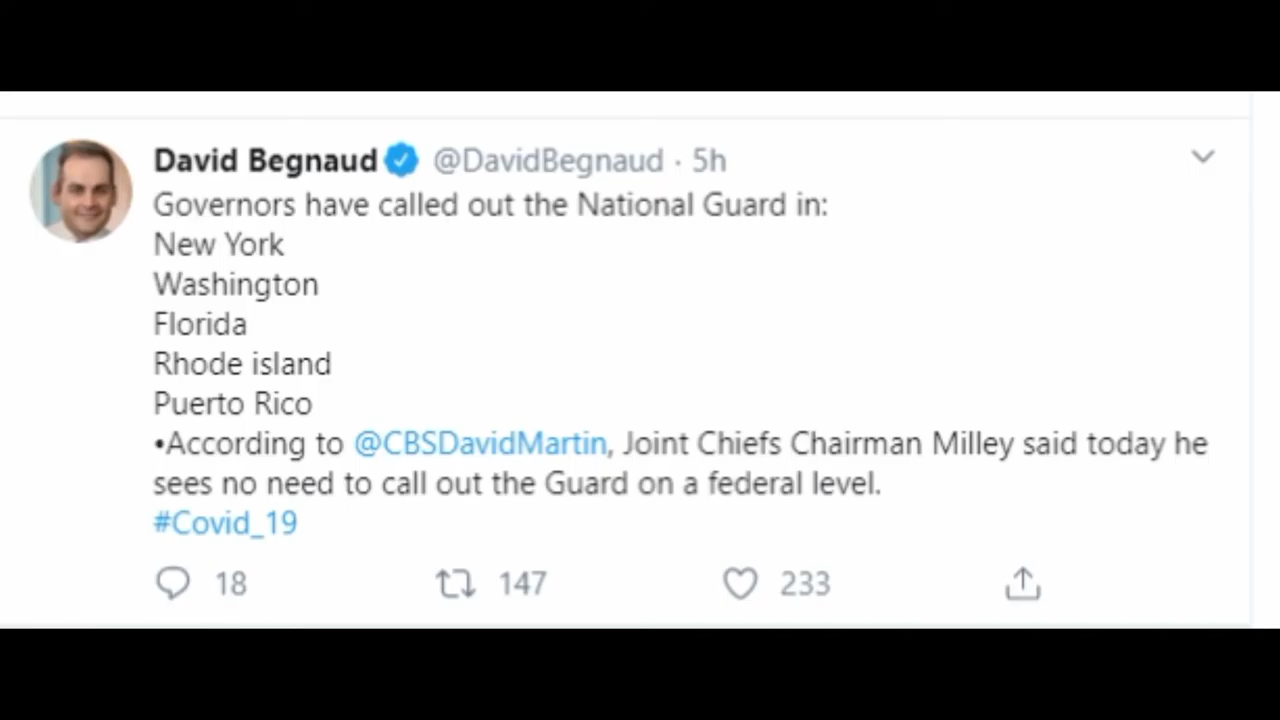 David Begnaud @DavidBegnaud · 5h
Governors have called out the National Guard in:
New York
Washington
Florida
Rhode island
Puerto Rico
•According to @CBSDavidMartin, Joint Chiefs Chairman Milley said today he
sees no need to call out the Guard on a federal level.
#Covid_19
18 147 233